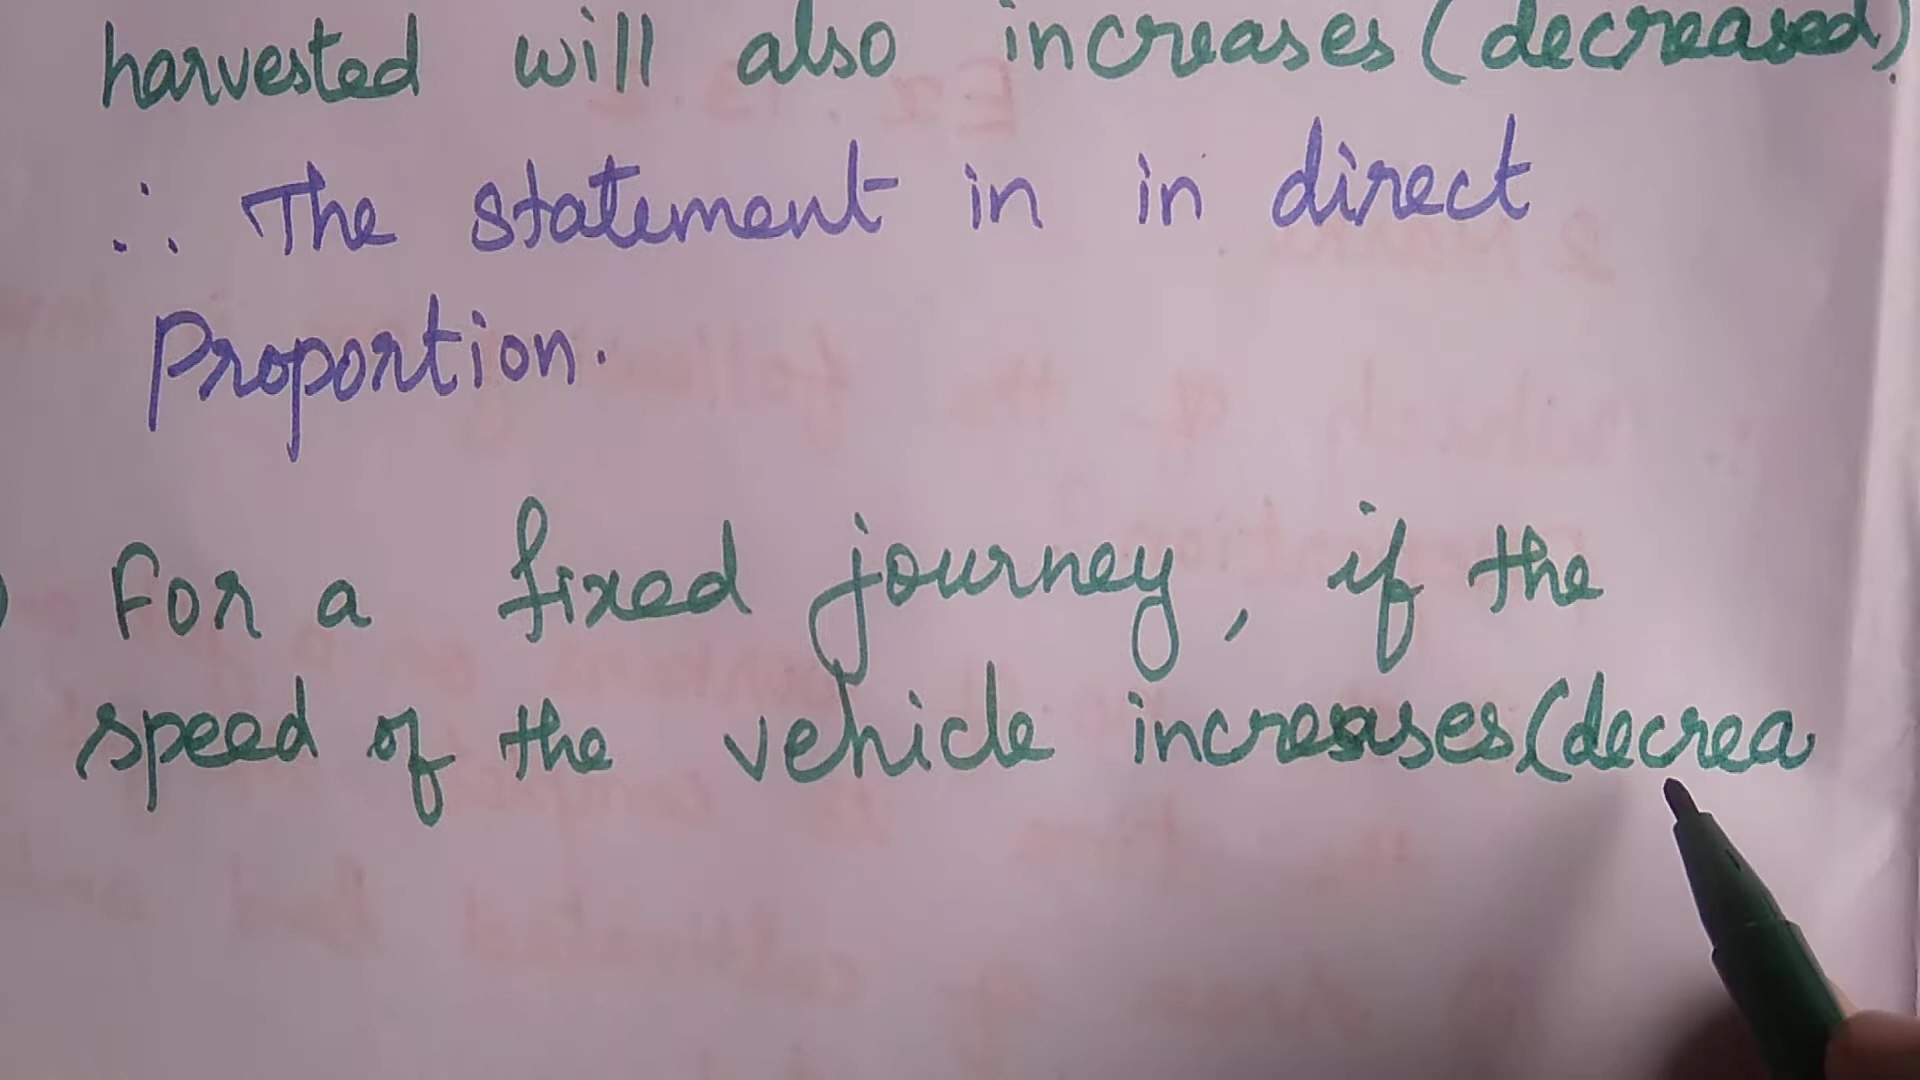 harvested will also increases (decreased)
∴ The statement in in direct
Proportion.
) For a fixed journey, if the
speed of the vehicle increases (decrea